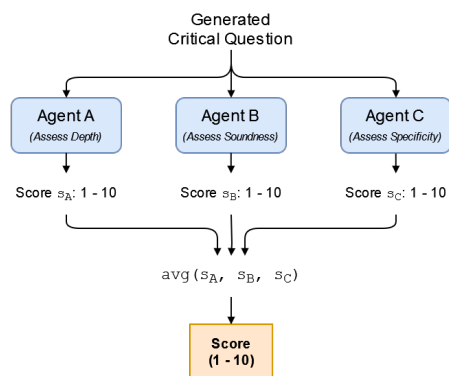 Generated
Critical Question
Agent A
(Assess Depth)
Agent B
(Assess Soundness)
Agent C
(Assess Specificity)
Score sA: 1 - 10
Score sB: 1 - 10
Score sC: 1 - 10
avg(sA, sB, sC)
Score
(1 - 10)